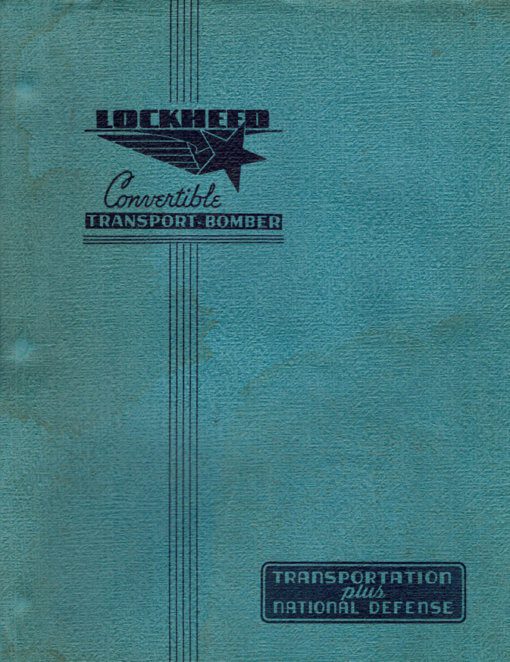 LOCKHEED
Convertible
TRANSPORT-BOMBER
TRANSPORTATION
plus
NATIONAL DEFENSE